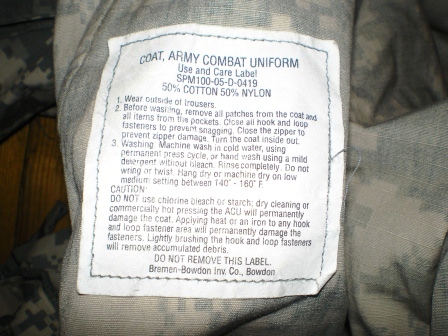 COAT, ARMY COMBAT UNIFORM
Use and Care Label
SPM100-05-D-0419
50% COTTON 50% NYLON
1. Wear outside of trousers.
2. Before washing, remove all patches from the coat and
all items from the pockets. Close all hook and loop
fasteners to prevent snagging. Close the zipper to
prevent zipper damage. Turn the coat inside out.
3. Washing: Machine wash in cold water, using
permanent press cycle, or hand wash using a mild
detergent without bleach. Rinse completely. Do not
wring or twist. Hang dry or machine dry on low
medium setting between 140° - 160° F.
CAUTION:
DO NOT use chlorine bleach or starch; dry cleaning or
commercially hot pressing the ACU will permanently
damage the coat. Applying heat or an iron to any hook
and loop fastener area will permanently damage the
fasteners. Lightly brushing the hook and loop fasteners
will remove accumulated debris.
DO NOT REMOVE THIS LABEL.
Bremen-Bowdon Inv. Co., Bowdon